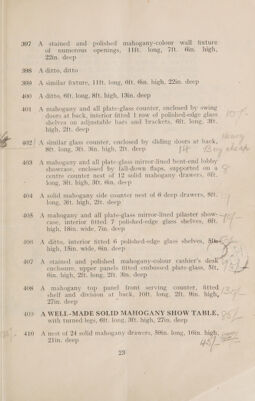 397 A stained and polished mahogany-colour wall fixture
of numerous openings, 11ft. long, 7ft. 6in. high,
22in. deep
398 A ditto, ditto
399 A similar fixture, 11ft. long, 6ft. 6in. high, 22in. deep
400 A ditto, 6ft. long, 8ft. high, 13in. deep
401 A mahogany and all plate-glass counter, enclosed by swing
doors at back, interior fitted 1 row of polished-edge glass
shelves on adjustable bars and brackets, 6ft. long, 3ft.
high, 2ft. deep
402 A similar glass counter, enclosed by sliding doors at back,
8ft. long, 3ft. 3in. high, 2ft. deep
403 A mahogany and all plate-glass mirror-lined bent-end lobby
showcase, enclosed by fall-down flaps, supported on a
centre counter nest of 12 solid mahogany drawers, 6ft.
long, 3ft. high, 3ft. 6in. deep
404 A solid mahogany side counter nest of 6 deep drawers, 8ft.
long, 3ft. high, 2ft. deep
405 A mahogany and all plate-glass mirror-lined pilaster show-
case, interior fitted 7 polished-edge glass shelves, 6ft.
high, 18in. wide, 7in. deep
406 A ditto, interior fitted 6 polished-edge glass shelves,
high, 18in. wide, 6in. deep
407 A stained and polished mahogany-colour cashier's desk
enclosure, upper panels fitted embossed plate-glass, 5ft.
6in. high, 2ft. long, 2ft. 3in. deep
408 A mahogany top panel front serving counter, fitted
shelf and division at back, 10ft. long, 2ft. 9in. high,
27in. deep
409 A WELL-MADE SOLID MAHOGANY SHOW TABLE,
with turned legs, 6ft. long, 3ft. high, 27in. deep
410 A nest of 24 solid mahogany drawers, 88in. long, 16in. high,
21in. deep
23